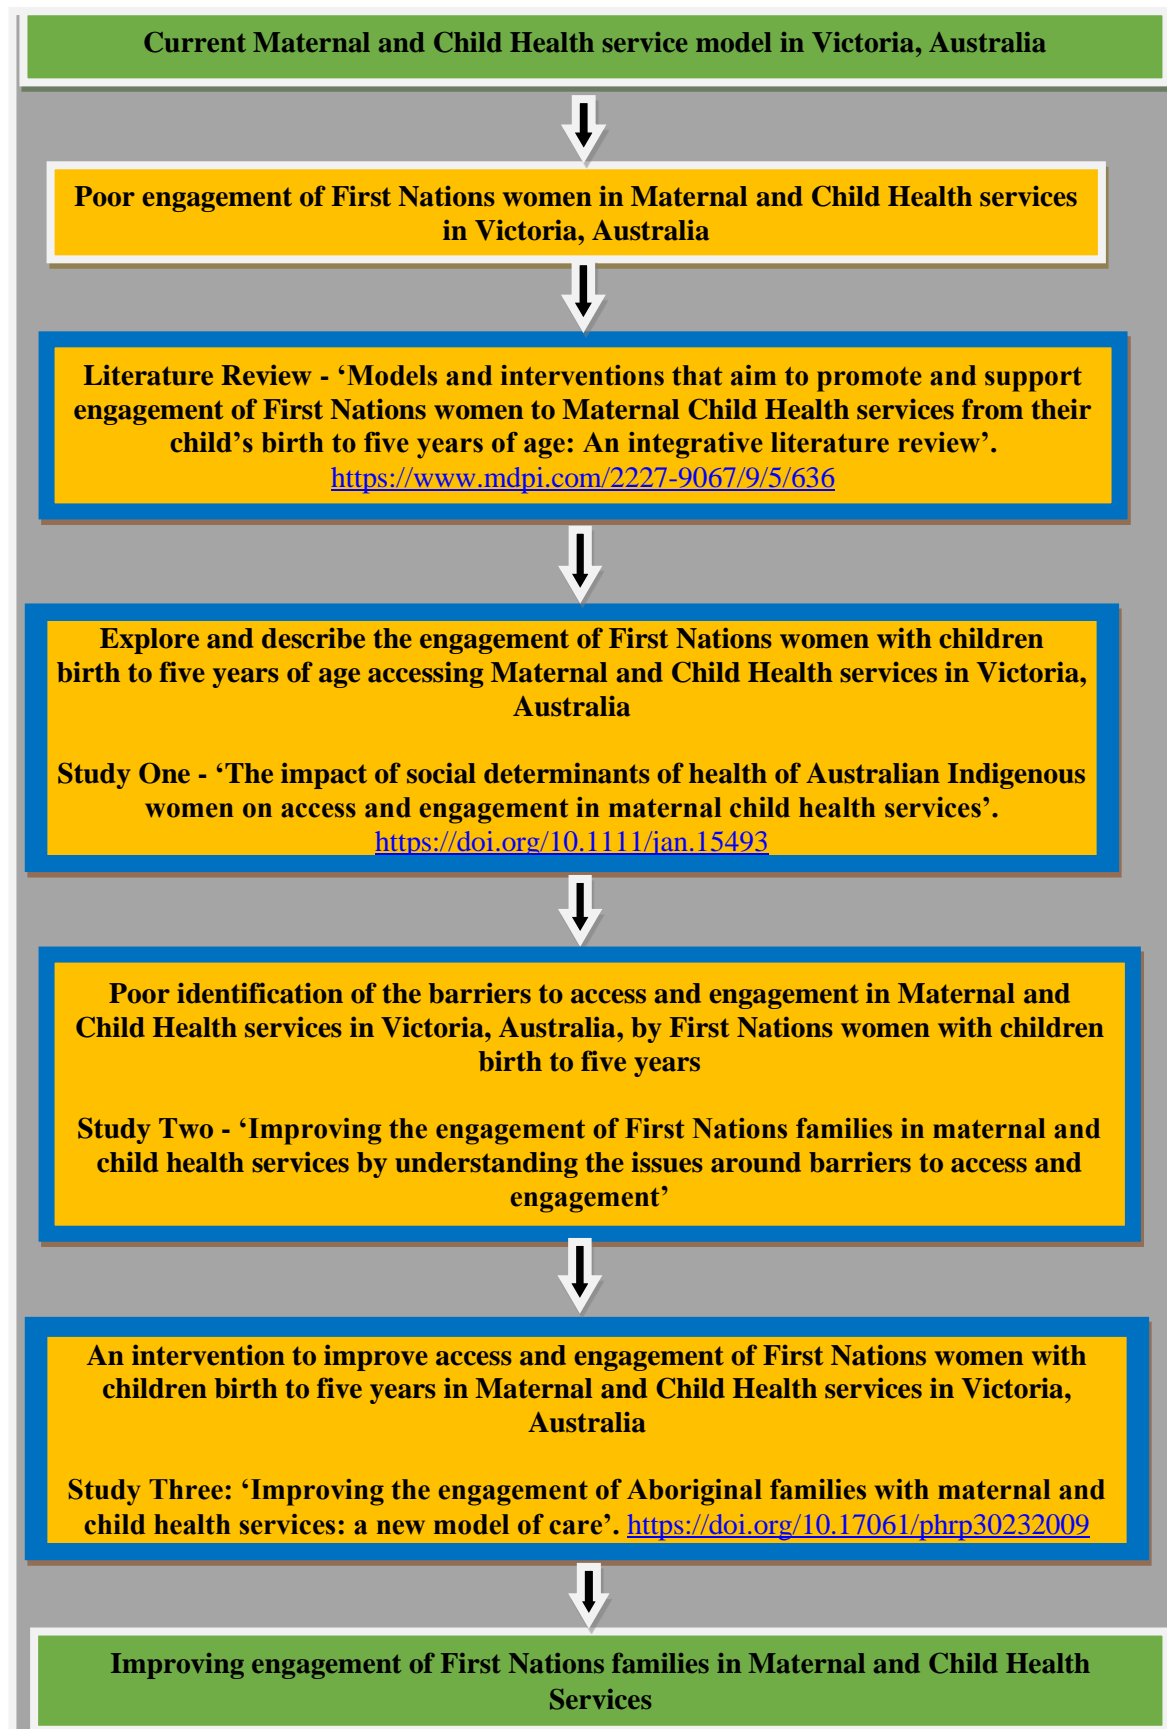 Current Maternal and Child Health service model in Victoria, Australia
Poor engagement of First Nations women in Maternal and Child Health services
in Victoria, Australia
Literature Review - ‘Models and interventions that aim to promote and support
engagement of First Nations women to Maternal Child Health services from their
child’s birth to five years of age: An integrative literature review’.
https://www.mdpi.com/2227-9067/9/5/636
Explore and describe the engagement of First Nations women with children
birth to five years of age accessing Maternal and Child Health services in Victoria,
Australia
Study One - ‘The impact of social determinants of health of Australian Indigenous
women on access and engagement in maternal child health services’.
https://doi.org/10.1111/jan.15493
Poor identification of the barriers to access and engagement in Maternal and
Child Health services in Victoria, Australia, by First Nations women with children
birth to five years
Study Two - ‘Improving the engagement of First Nations families in maternal and
child health services by understanding the issues around barriers to access and
engagement’
An intervention to improve access and engagement of First Nations women with
children birth to five years in Maternal and Child Health services in Victoria,
Australia
Study Three: ‘Improving the engagement of Aboriginal families with maternal and
child health services: a new model of care’. https://doi.org/10.17061/phrp30232009
Improving engagement of First Nations families in Maternal and Child Health
Services